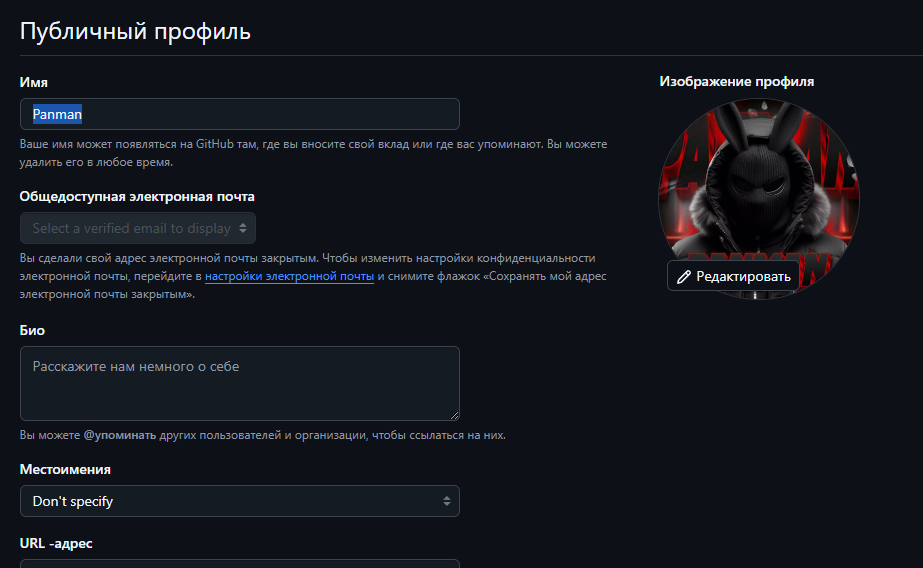 Публичный профиль
Имя
Panman
Ваше имя может появляться на GitHub там, где вы вносите свой вклад или где вас упоминают. Вы можете
удалить его в любое время.
Общедоступная электронная почта
Select a verified email to display
Вы сделали свой адрес электронной почты закрытым. Чтобы изменить настройки конфиденциальности
электронной почты, перейдите в настройки электронной почты и снимите флажок «Сохранять мой адрес
электронной почты закрытым».
Био
Расскажите нам немного о себе
Вы можете @упоминать других пользователей и организации, чтобы ссылаться на них.
Местоимения
Don't specify
URL -адрес
Изображение профиля
Редактировать